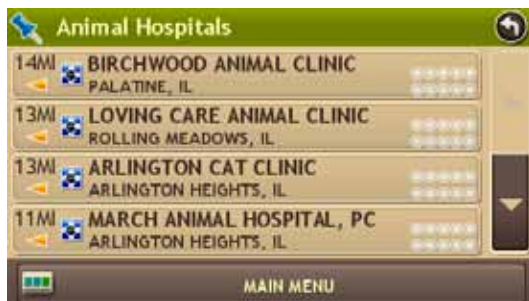 Animal Hospitals
14MI BIRCHWOOD ANIMAL CLINIC
PALATINE, IL
13MI LOVING CARE ANIMAL CLINIC
ROLLING MEADOWS, IL
13MI ARLINGTON CAT CLINIC
ARLINGTON HEIGHTS, IL
11MI MARCH ANIMAL HOSPITAL, PC
ARLINGTON HEIGHTS, IL
MAIN MENU